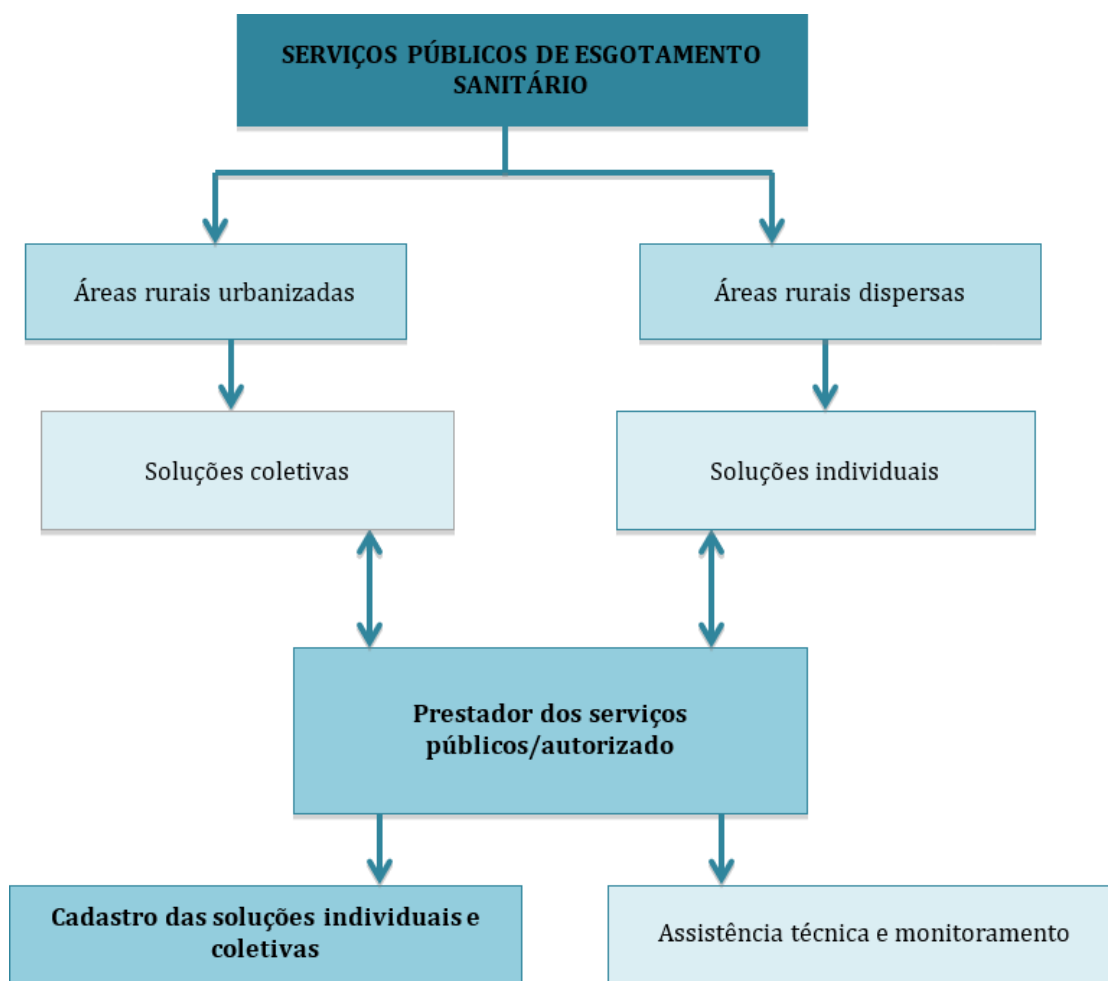 SERVIÇOS PÚBLICOS DE ESGOTAMENTO
SANITÁRIO
Áreas rurais urbanizadas
Áreas rurais dispersas
Soluções coletivas
Soluções individuais
Prestador dos serviços
públicos/autorizado
Cadastro das soluções individuais e
coletivas
Assistência técnica e monitoramento